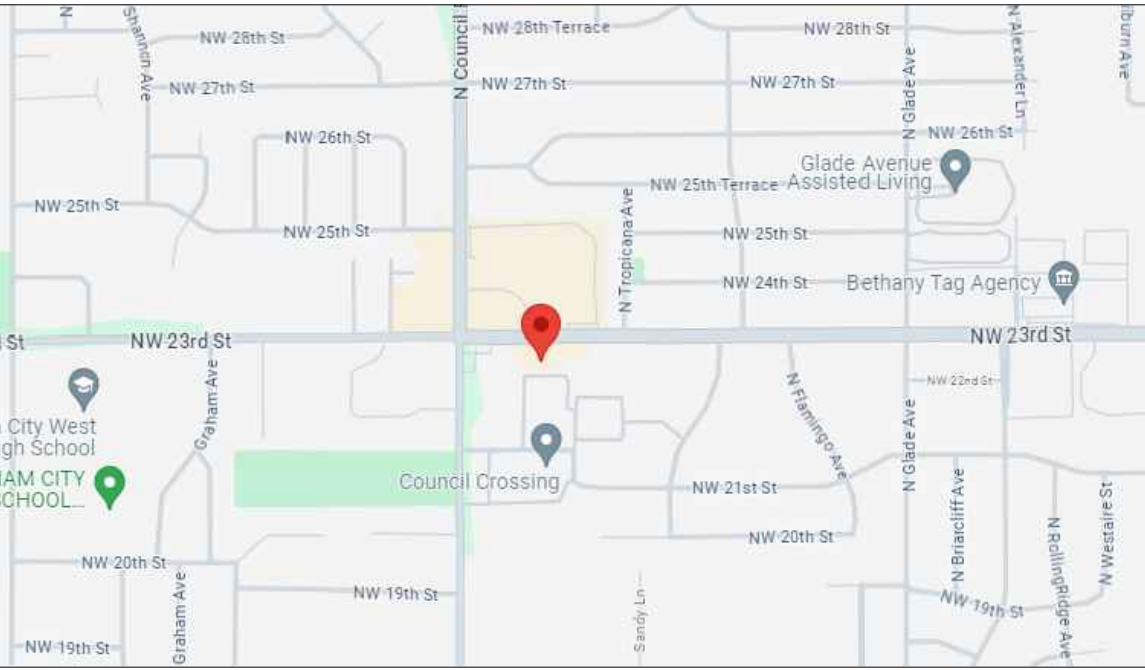 N
Shannon Ave
NW 28th St
N Council
NW 28th Terrace
NW 28th St
N Alexander Ln
ilburn Ave
NW 27th St
NW 27th St
NW 27th St
N Glade Ave
NW 26th St
NW 26th St
Glade Avenue
Assisted Living
NW 25th Terrace
NW 25th St
NW 25th St
N Tropicana Ave
NW 25th St
NW 24th St
Bethany Tag Agency
St
NW 23rd St
NW 23rd St
City West
gh School
Graham Ave
N Flamingo Ave
NW 22nd St
N Glade Ave
HAM CITY
SCHOOL...
Council Crossing
NW 21st St
N Briarcliff Ave
N Westaire St
NW 20th St
NW 20th St
N RollingRidge Ave
Graham Ave
NW 19th St
Sandy Ln
NW 19th St
NW 19th St